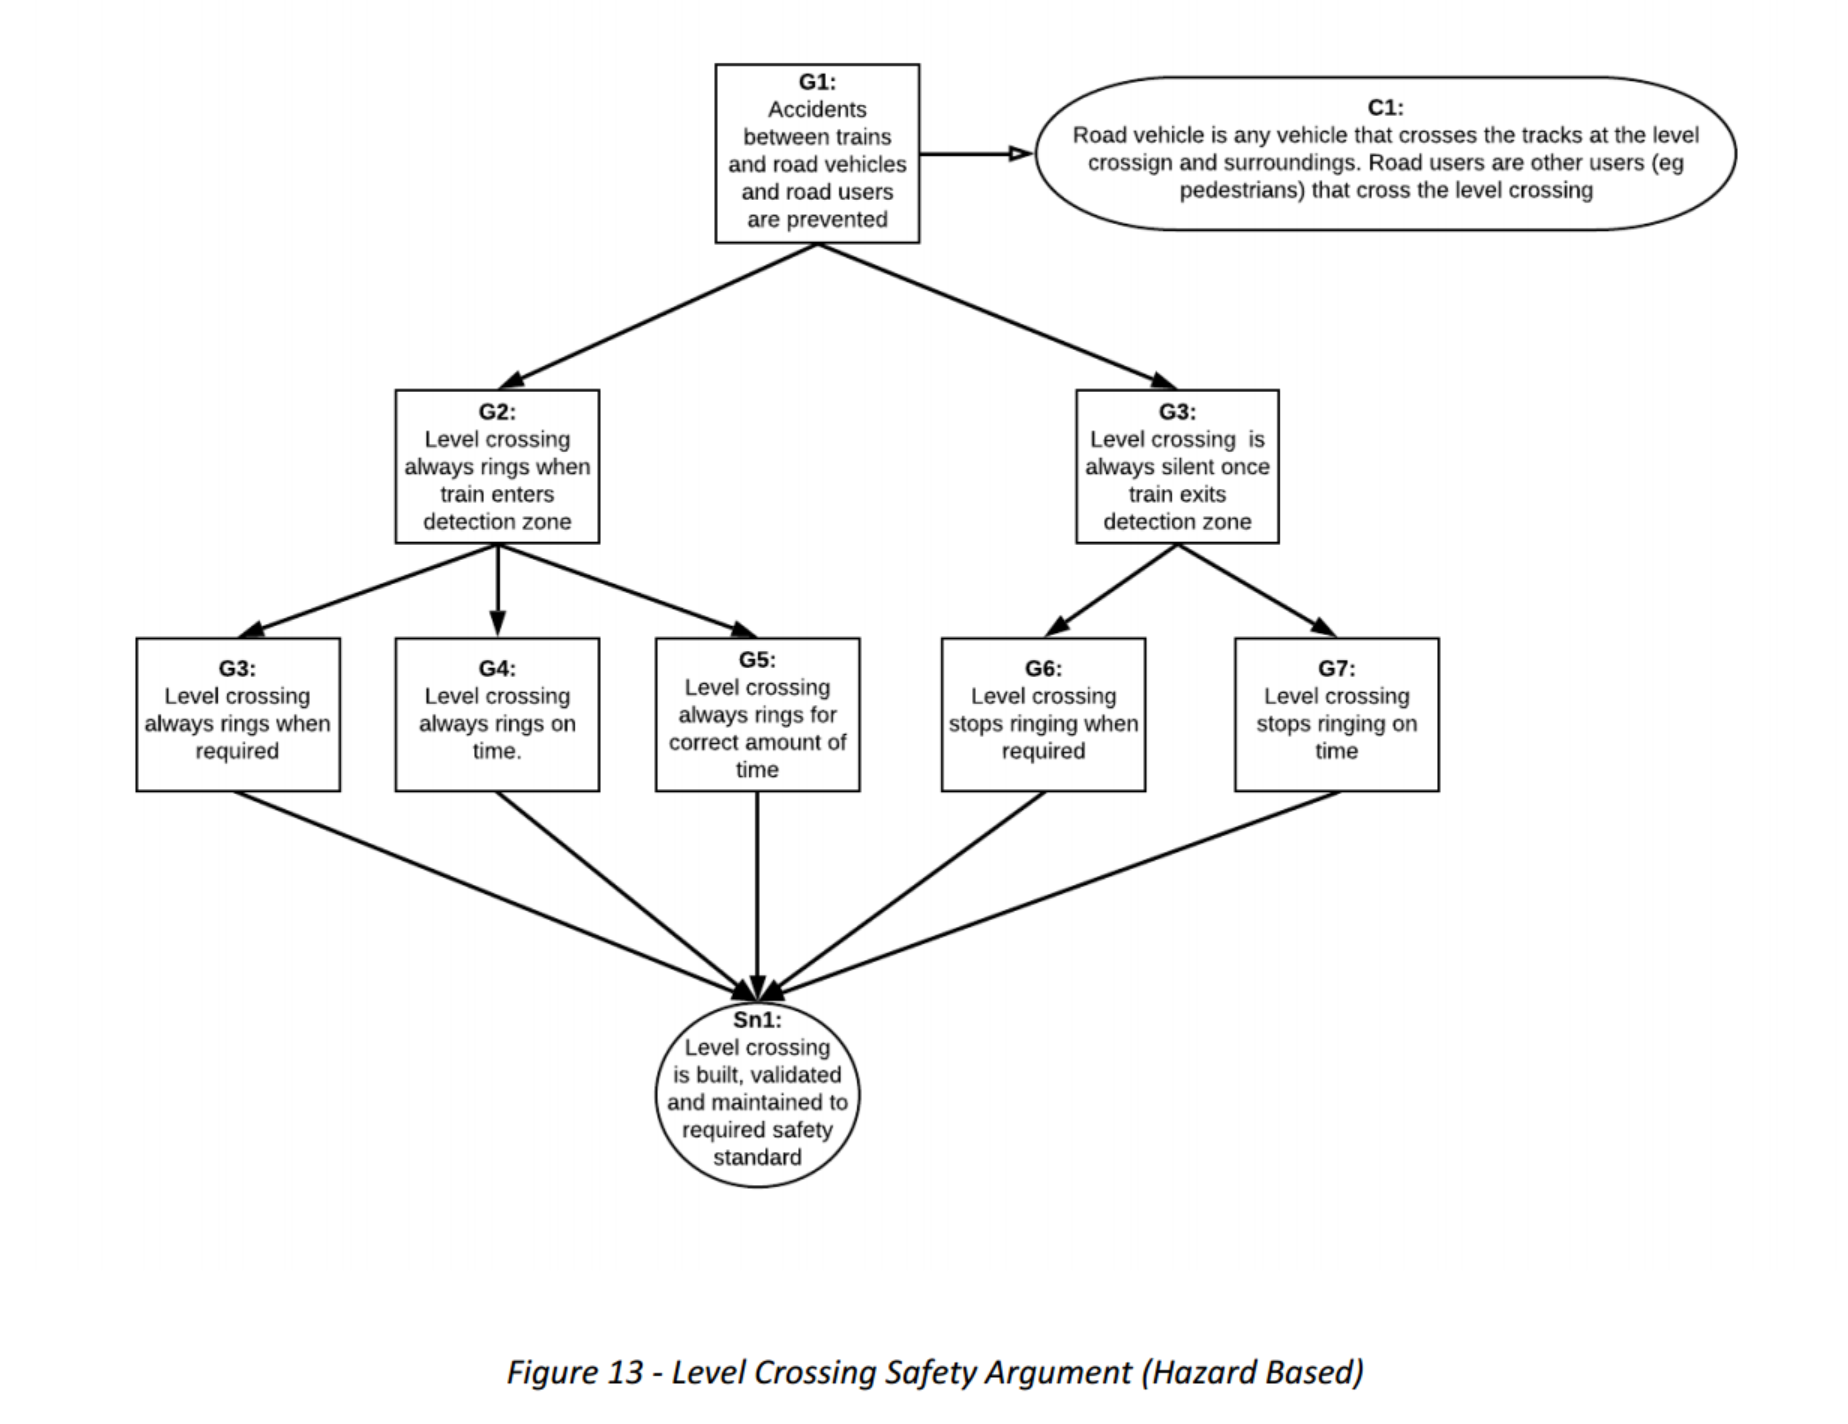 G1:
Accidents
between trains
and road vehicles
and road users
are prevented
C1:
Road vehicle is any vehicle that crosses the tracks at the level
crossign and surroundings. Road users are other users (eg
pedestrians) that cross the level crossing
G2:
Level crossing
always rings when
train enters
detection zone
G3:
Level crossing is
always silent once
train exits
detection zone
G3:
Level crossing
always rings when
required
G4:
Level crossing
always rings on
time.
G5:
Level crossing
always rings for
correct amount of
time
G6:
Level crossing
stops ringing when
required
G7:
Level crossing
stops ringing on
time
Sn1:
Level crossing
is built, validated
and maintained to
required safety
standard
Figure 13 - Level Crossing Safety Argument (Hazard Based)